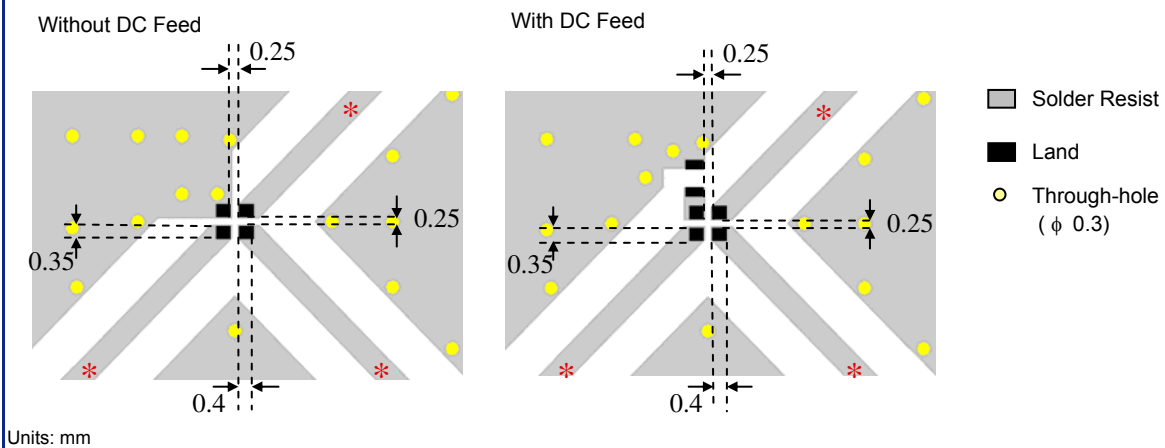 Without DC Feed
0.25
*
0.25
0.35
*
*
0.4
With DC Feed
0.25
*
0.25
0.35
*
*
0.4
Solder Resist
Land
Through-hole
( ϕ 0.3)
Units: mm